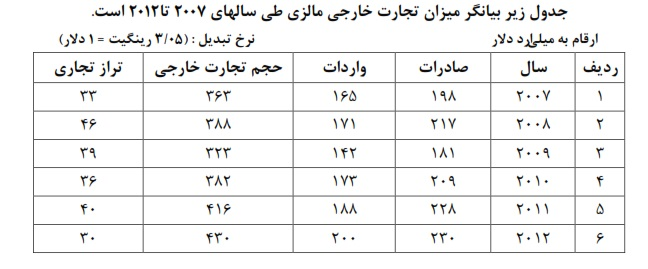 جدول زیر بیانگر میزان تجارت خارجی مالزی طی سالهای ۲۰۰۷ تا۲۰۱۲ است.
ارقام به میلیارد دلار نرخ تبدیل : (۳/۰۵ رینگیت = ۱ دلار)
ردیف سال صادرات واردات حجم تجارت خارجی تراز تجاری
۱ ۲۰۰۷ ۱۹۸ ۱۶۵ ۳۶۳ ۳۳
۲ ۲۰۰۸ ۲۱۷ ۱۷۱ ۳۸۸ ۴۶
۳ ۲۰۰۹ ۱۸۱ ۱۴۲ ۳۲۳ ۳۹
۴ ۲۰۱۰ ۲۰۹ ۱۷۳ ۳۸۲ ۳۶
۵ ۲۰۱۱ ۲۲۸ ۱۸۸ ۴۱۶ ۴۰
۶ ۲۰۱۲ ۲۳۰ ۲۰۰ ۴۳۰ ۳۰